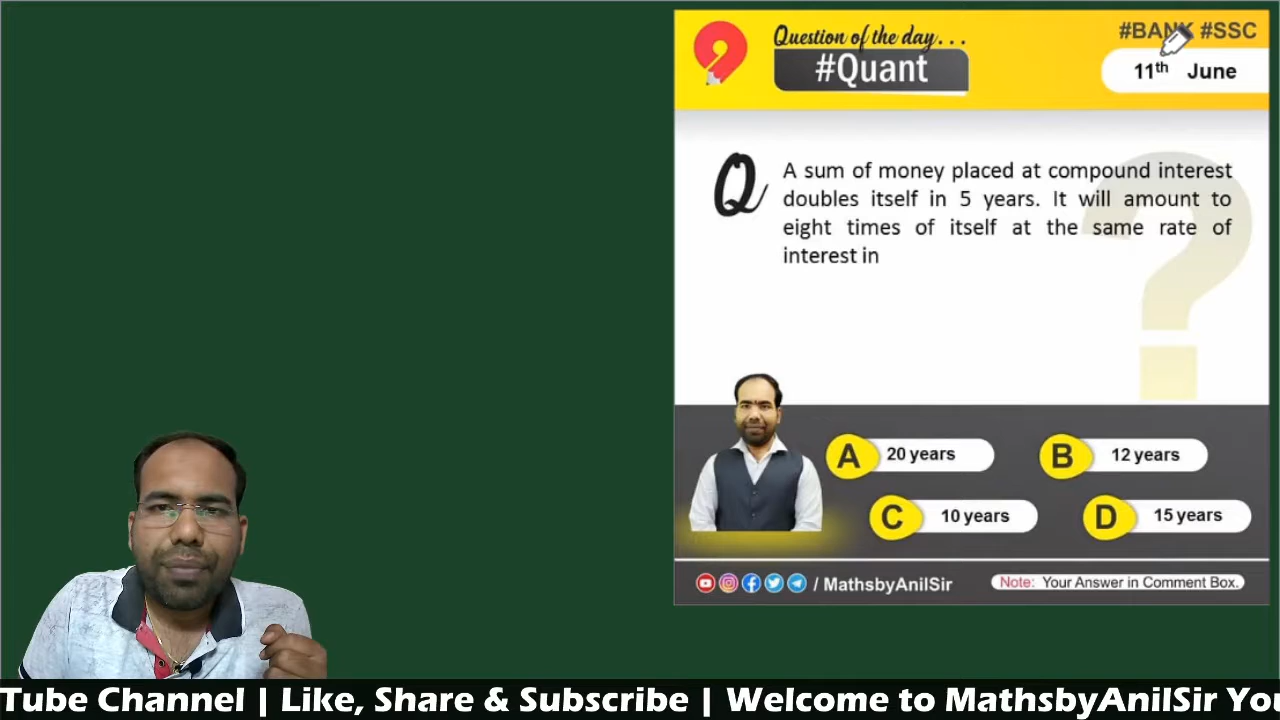 Question of the day...
#Quant
#BANK #SSC
11th June
Q
A sum of money placed at compound interest
doubles itself in 5 years. It will amount to
eight times of itself at the same rate of
interest in
?
A 20 years
B 12 years
C 10 years
D 15 years
/ MathsbyAnilSir
Note: Your Answer in Comment Box.
Tube Channel | Like, Share & Subscribe | Welcome to MathsbyAnilSir You